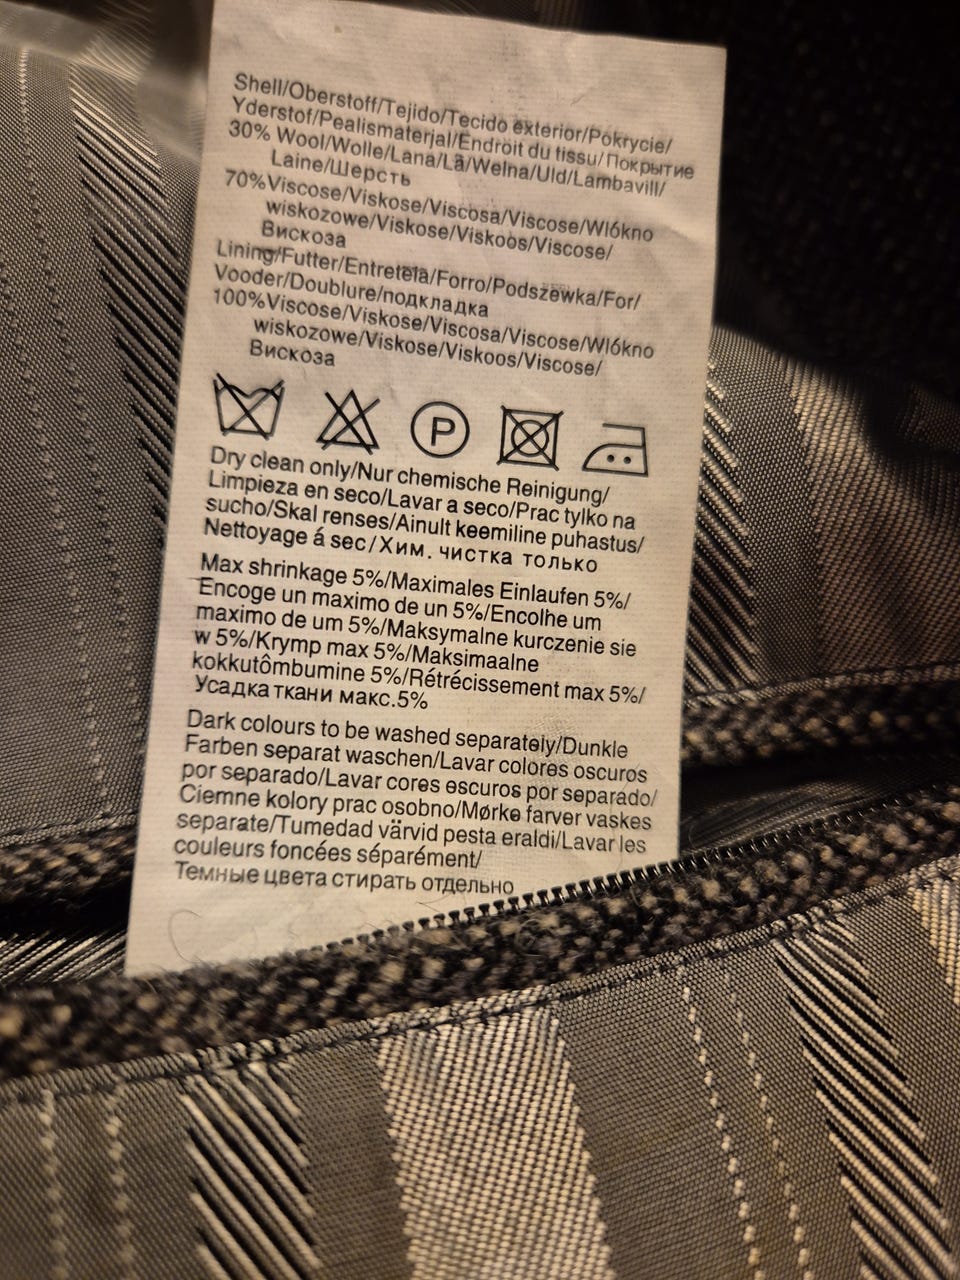 Shell/Oberstoff/Tejido/Tecido exterior/Pokrycie/
Yderstof/Pealismaterjal/Endroit du tissu/Покрытие
30% Wool/Wolle/Lana/Lã/Welna/Uld/Lambavill/
Laine/Шерсть
70%Viscose/Viskose/Viscosa/Viscose/Wlókno
wiskozowe/Viskose/Viskoos/Viscose/
Вискоза
Lining/Futter/Entretela/Forro/Podszewka/For/
Vooder/Doublure/подкладка
100%Viscose/Viskose/Viscosa/Viscose/Wlókno
wiskozowe/Viskose/Viskoos/Viscose/
Вискоза
P
Dry clean only/Nur chemische Reinigung/
Limpieza en seco/Lavar a seco/Prac tylko na
sucho/Skal renses/Ainult keemiline puhastus/
Nettoyage á sec/Хим. чистка только
Max shrinkage 5%/Maximales Einlaufen 5%/
Encoge un maximo de un 5%/Encolhe um
maximo de um 5%/Maksymalne kurczenie sie
w 5%/Krymp max 5%/Maksimaalne
kokkutômbumine 5%/Rétrécissement max 5%/
Усадка ткани макс.5%
Dark colours to be washed separately/Dunkle
Farben separat waschen/Lavar colores oscuros
por separado/Lavar cores escuros por separado/
Ciemne kolory prac osobno/Mørke farver vaskes
separate/Tumedad värvid pesta eraldi/Lavar les
couleurs foncées séparément/
Темные цвета стирать отдельно